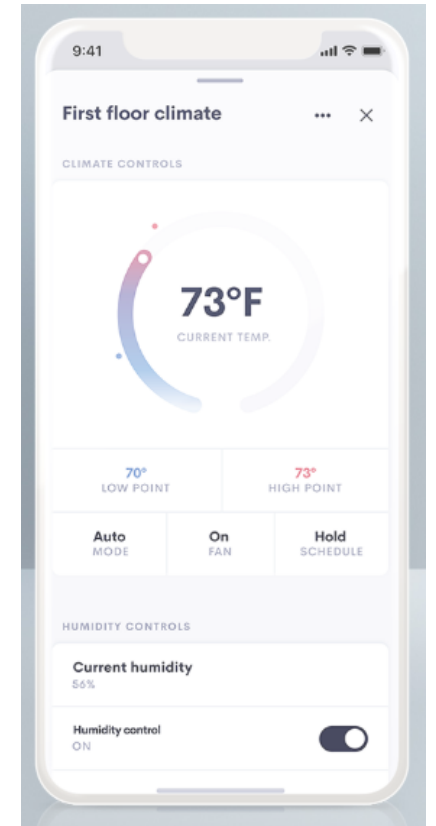 9:41
First floor climate
CLIMATE CONTROLS
73°F
CURRENT TEMP.
70°
LOW POINT
73°
HIGH POINT
Auto
MODE
On
FAN
Hold
SCHEDULE
HUMIDITY CONTROLS
Current humidity
56%
Humidity control
ON